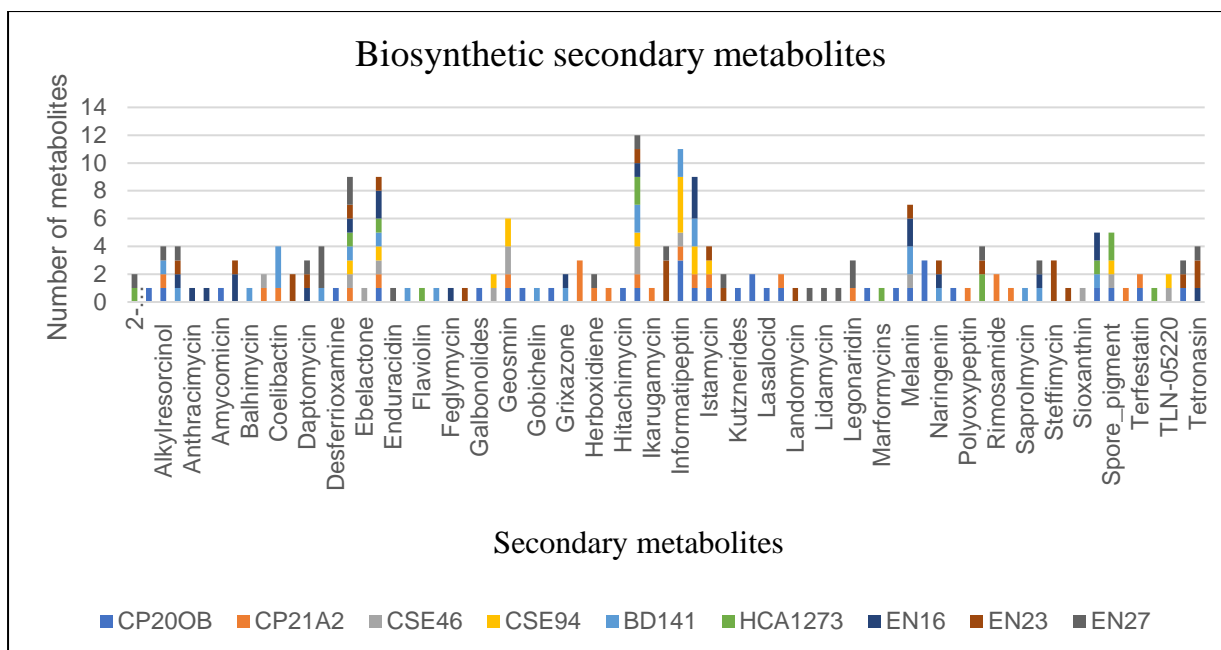 Biosynthetic secondary metabolites
Number of metabolites
14
12
10
8
6
4
2
0
2-…
Alkylresorcinol
Anthracimycin
Amycomicin
Balhimycin
Coelibactin
Daptomycin
Desferrioxamine
Ebelactone
Enduracidin
Flaviolin
Feglymycin
Galbonolides
Geosmin
Gobichelin
Grixazone
Herboxidiene
Hitachimycin
Ikarugamycin
Informatipeptin
Istamycin
Kutznerides
Lasalocid
Landomycin
Lidamycin
Legonaridin
Marformycins
Melanin
Naringenin
Polyoxypeptin
Rimosamide
Saprolmycin
Steffimycin
Sioxanthin
Spore_pigment
Terfestatin
TLN-05220
Tetronasin
Secondary metabolites
CP20OB CP21A2 CSE46 CSE94 BD141 HCA1273 EN16 EN23 EN27